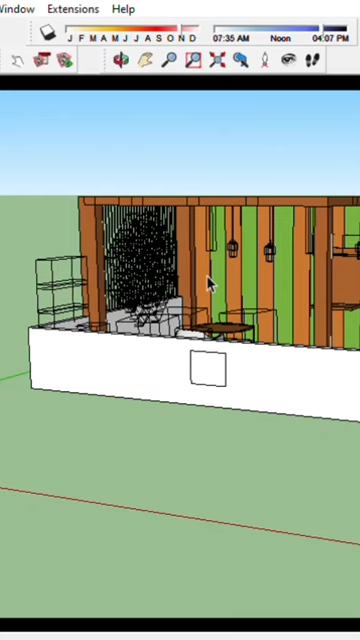 Window Extensions Help
J F M A M J J A S O N D 07:35 AM Noon 04:07 PM